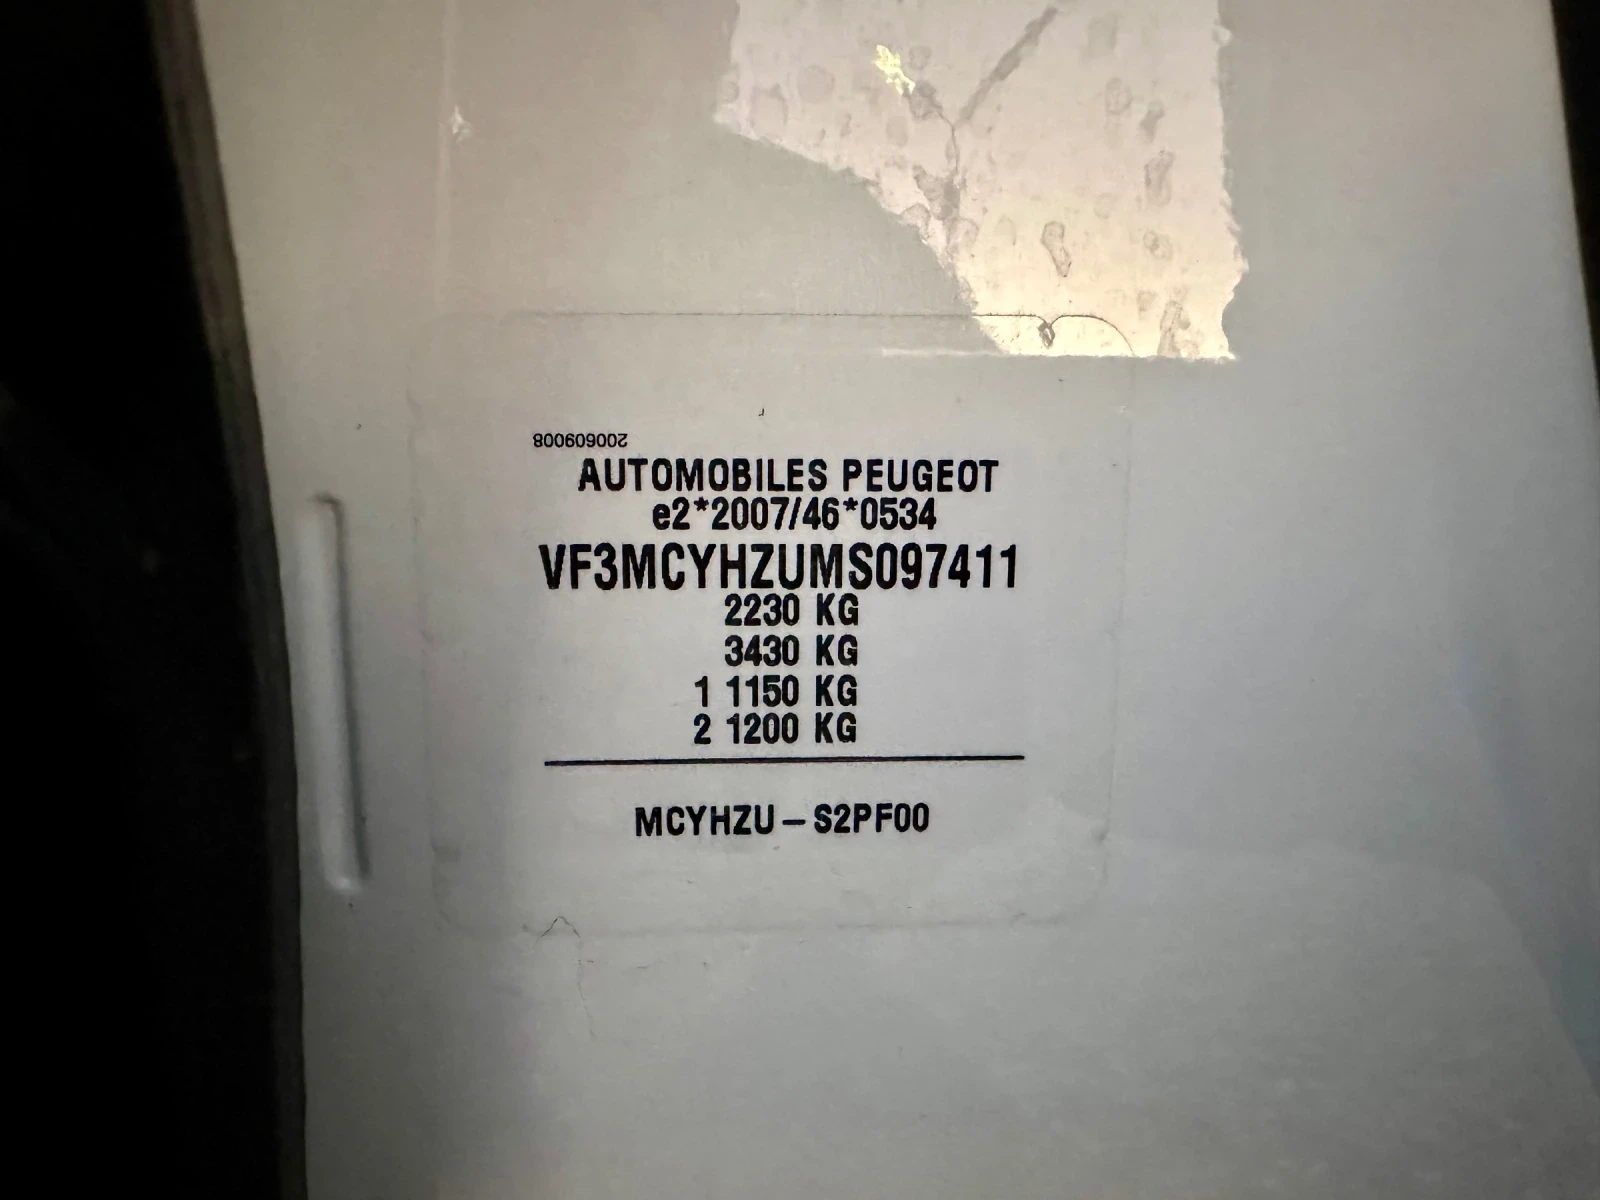 200609008
AUTOMOBILES PEUGEOT
e2*2007/46*0534
VF3MCYHZUMS097411
2230 KG
3430 KG
1 1150 KG
2 1200 KG
MCYHZU – S2PF00